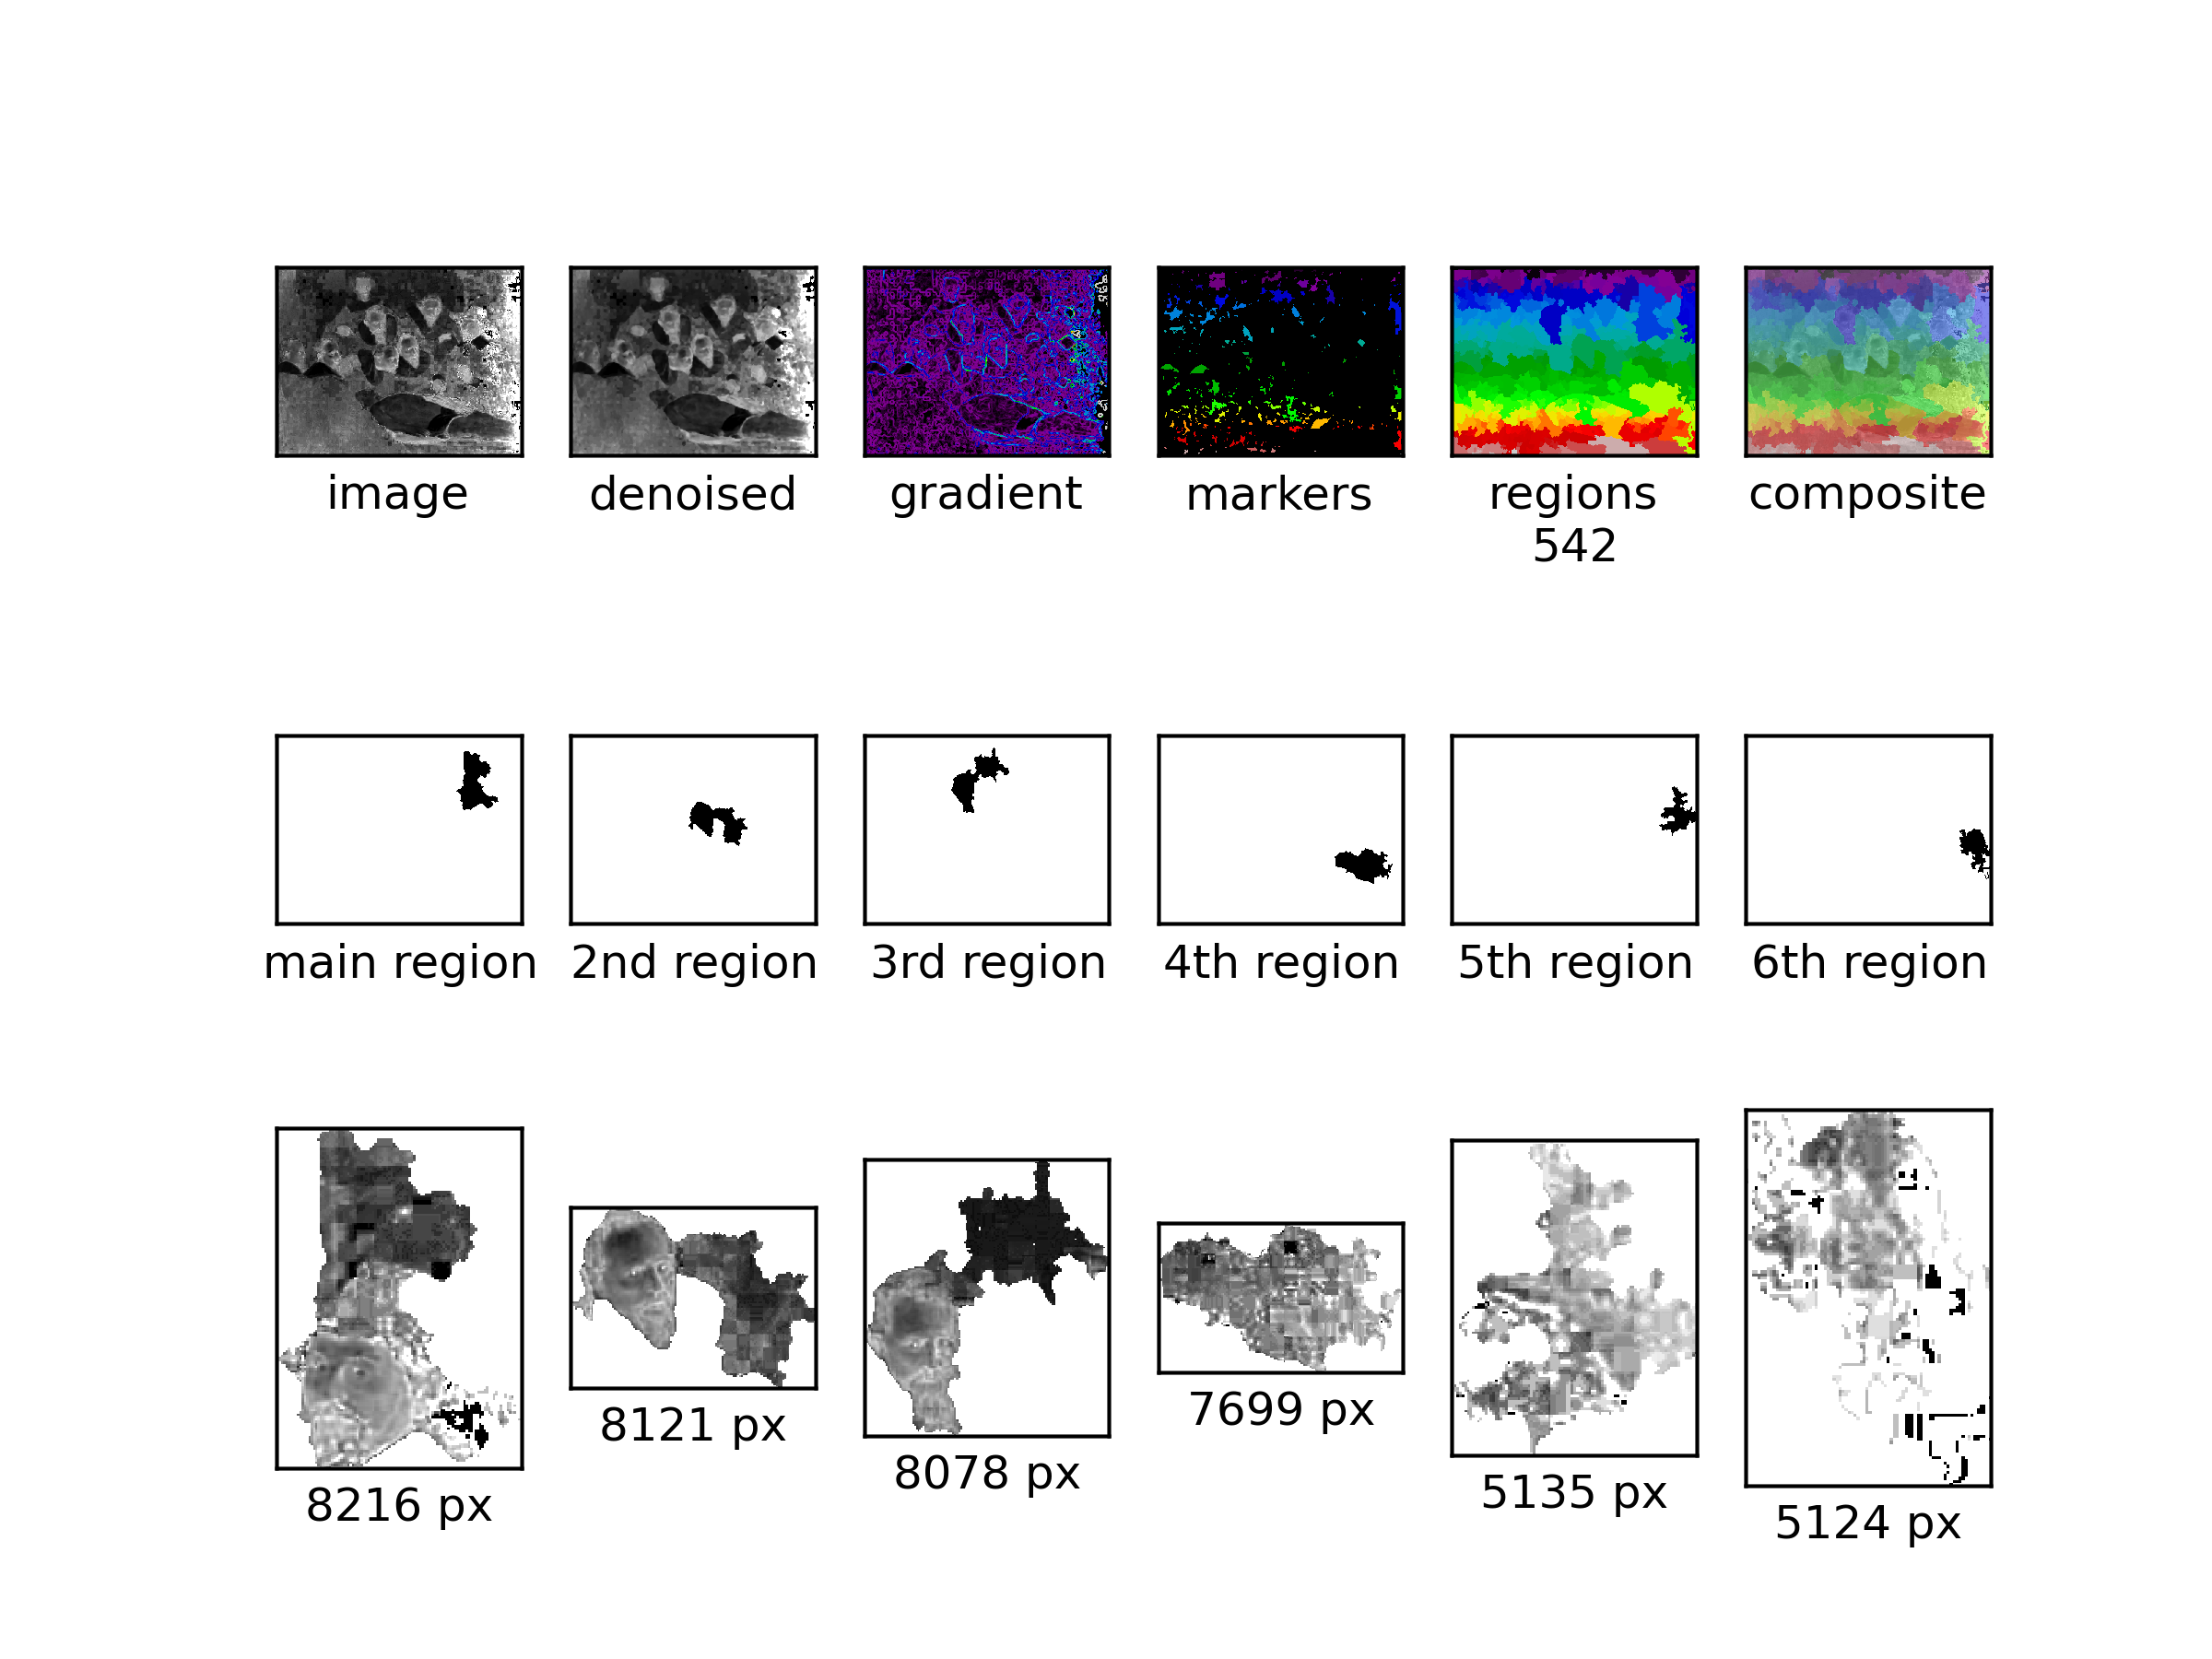 image
denoised
gradient
markers
regions
542
composite
main region
2nd region
3rd region
4th region
5th region
6th region
8216 px
8121 px
8078 px
7699 px
5135 px
5124 px